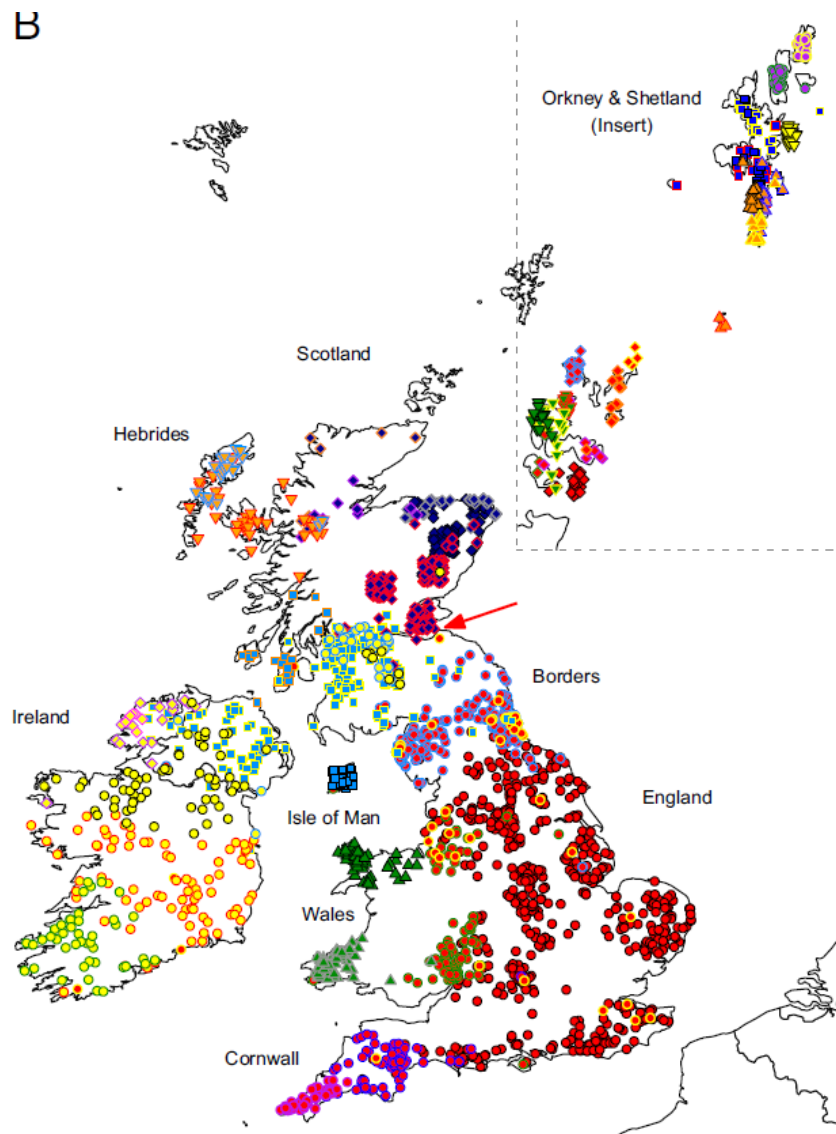 B
Orkney & Shetland
(Insert)
Scotland
Hebrides
Borders
Ireland
England
Isle of Man
Wales
Cornwall